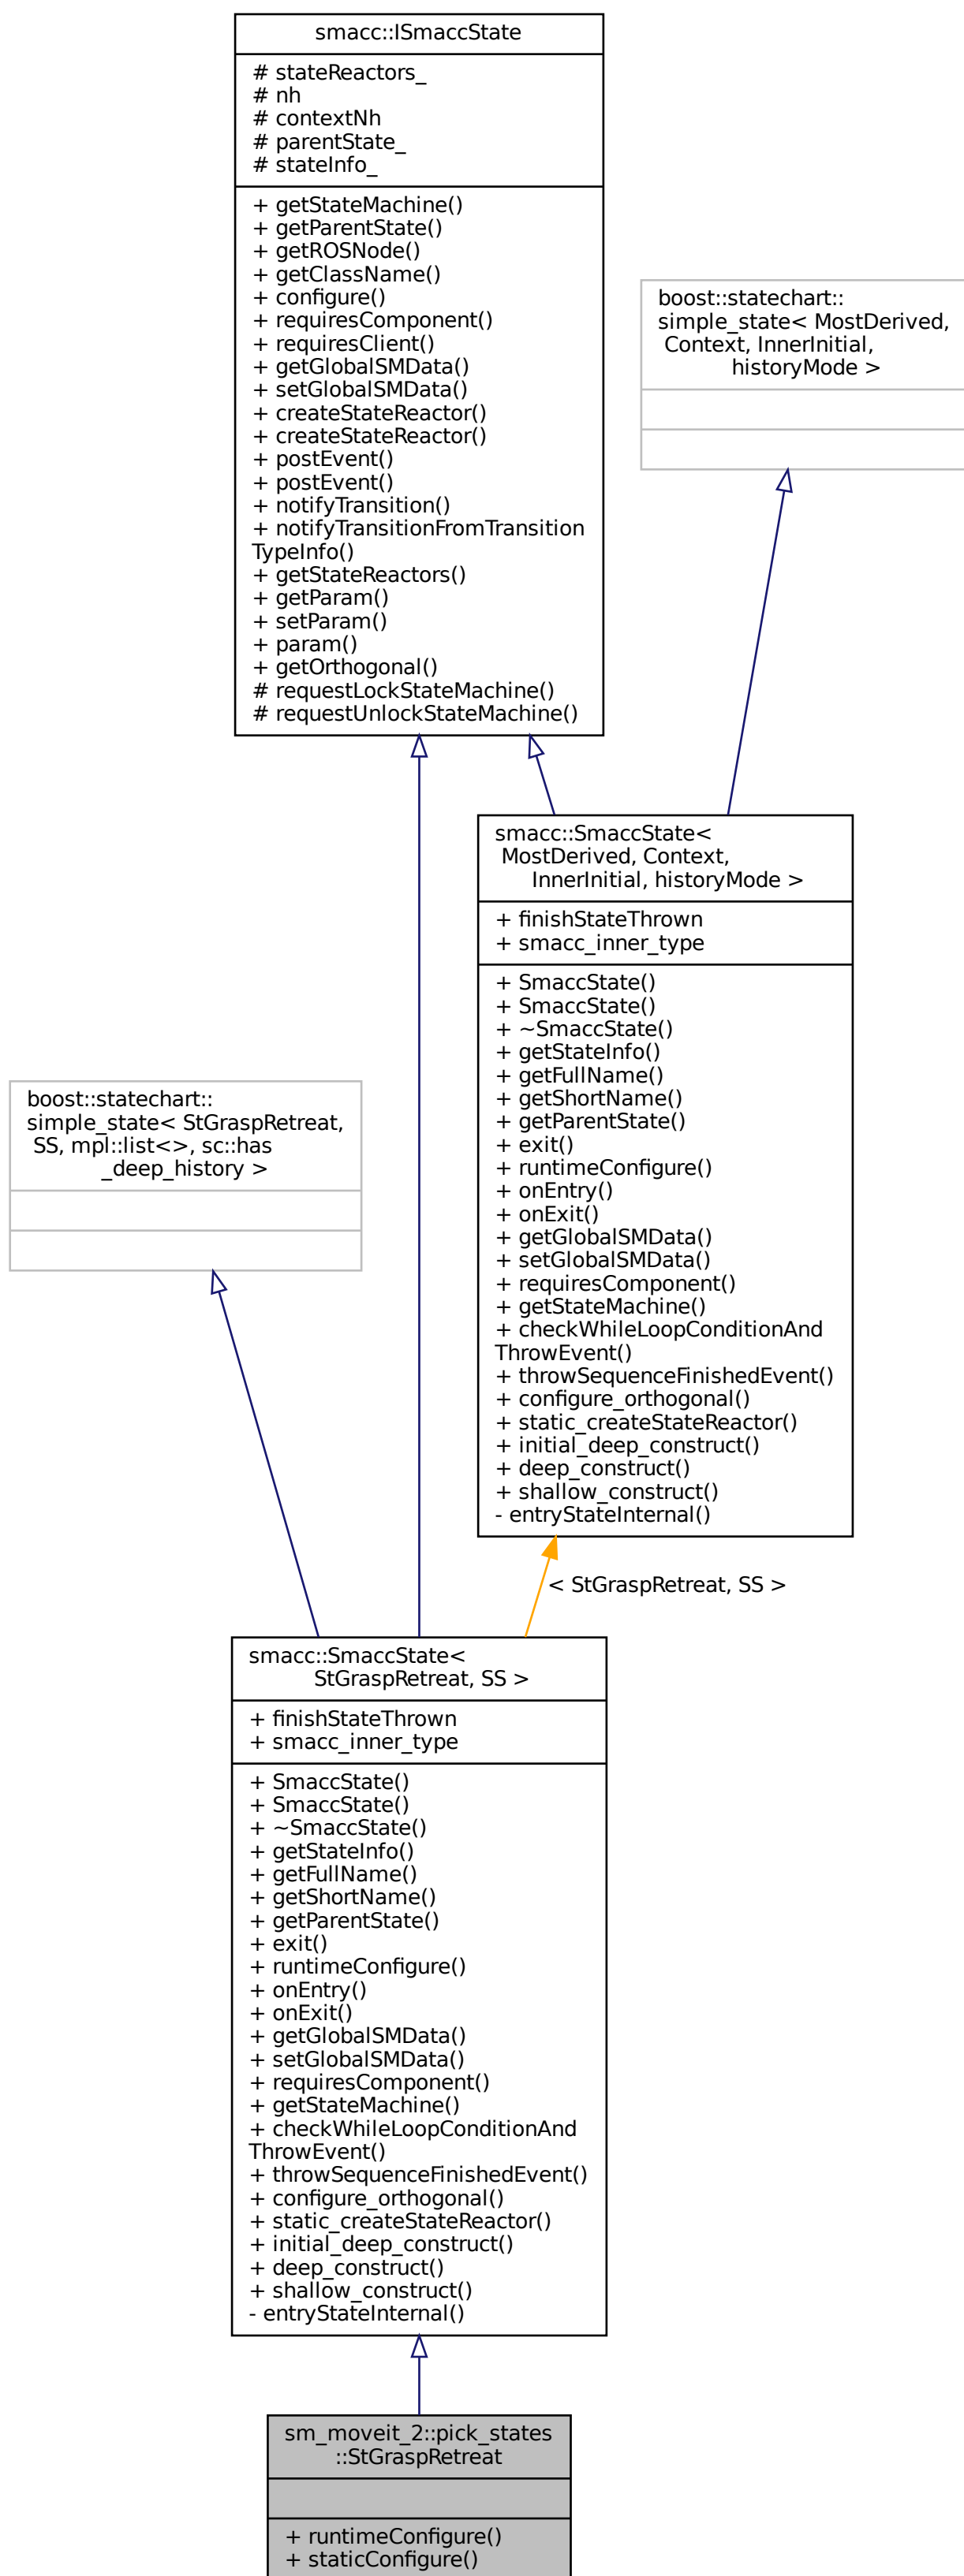 smacc::ISmaccState
# stateReactors_
# nh
# contextNh
# parentState_
# stateInfo_
+ getStateMachine()
+ getParentState()
+ getROSNode()
+ getClassName()
+ configure()
+ requiresComponent()
+ requiresClient()
+ getGlobalSMData()
+ setGlobalSMData()
+ createStateReactor()
+ createStateReactor()
+ postEvent()
+ postEvent()
+ notifyTransition()
+ notifyTransitionFromTransition
TypeInfo()
+ getStateReactors()
+ getParam()
+ setParam()
+ param()
+ getOrthogonal()
# requestLockStateMachine()
# requestUnlockStateMachine()
boost::statechart::
simple_state< MostDerived,
Context, InnerInitial,
historyMode >
smacc::SmaccState<
MostDerived, Context,
InnerInitial, historyMode >
+ finishStateThrown
+ smacc_inner_type
+ SmaccState()
+ SmaccState()
+ ~SmaccState()
+ getStateInfo()
+ getFullName()
+ getShortName()
+ getParentState()
+ exit()
+ runtimeConfigure()
+ onEntry()
+ onExit()
+ getGlobalSMData()
+ setGlobalSMData()
+ requiresComponent()
+ getStateMachine()
+ checkWhileLoopConditionAnd
ThrowEvent()
+ throwSequenceFinishedEvent()
+ configure_orthogonal()
+ static_createStateReactor()
+ initial_deep_construct()
+ deep_construct()
+ shallow_construct()
- entryStateInternal()
boost::statechart::
simple_state< StGraspRetreat,
SS, mpl::list<>, sc::has
_deep_history >
< StGraspRetreat, SS >
smacc::SmaccState<
StGraspRetreat, SS >
+ finishStateThrown
+ smacc_inner_type
+ SmaccState()
+ SmaccState()
+ ~SmaccState()
+ getStateInfo()
+ getFullName()
+ getShortName()
+ getParentState()
+ exit()
+ runtimeConfigure()
+ onEntry()
+ onExit()
+ getGlobalSMData()
+ setGlobalSMData()
+ requiresComponent()
+ getStateMachine()
+ checkWhileLoopConditionAnd
ThrowEvent()
+ throwSequenceFinishedEvent()
+ configure_orthogonal()
+ static_createStateReactor()
+ initial_deep_construct()
+ deep_construct()
+ shallow_construct()
- entryStateInternal()
sm_moveit_2::pick_states
::StGraspRetreat
+ runtimeConfigure()
+ staticConfigure()